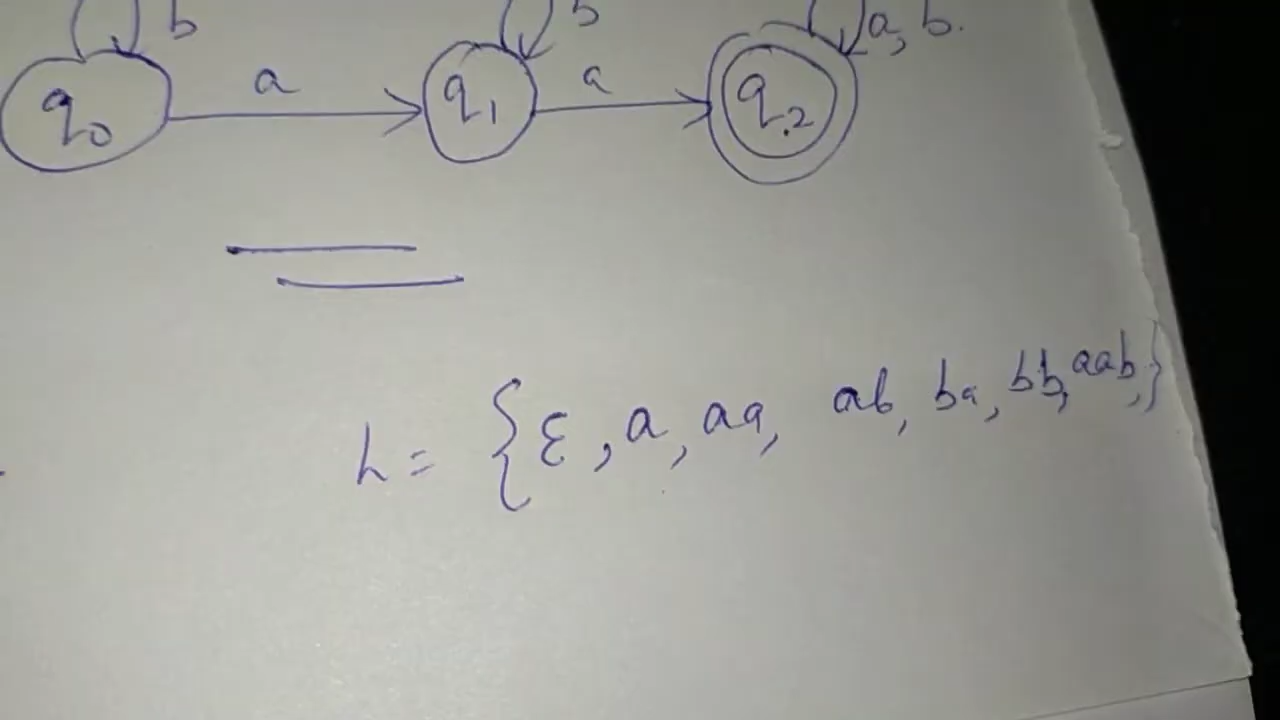 b b a, b.
q0 a q1 a q2
L = {ε, a, aa, ab, ba, bb, aab, }